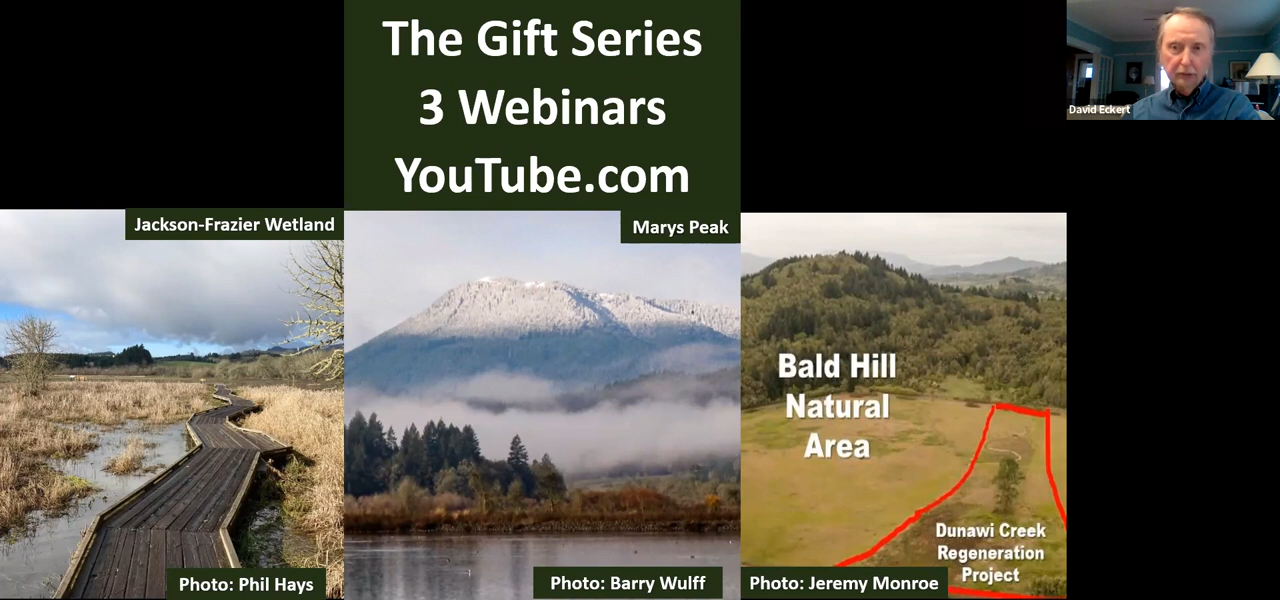 The Gift Series
3 Webinars
YouTube.com
David Eckert
Jackson-Frazier Wetland
Marys Peak
Bald Hill
Natural
Area
Dunawi Creek
Regeneration
Project
Photo: Phil Hays
Photo: Barry Wulff
Photo: Jeremy Monroe